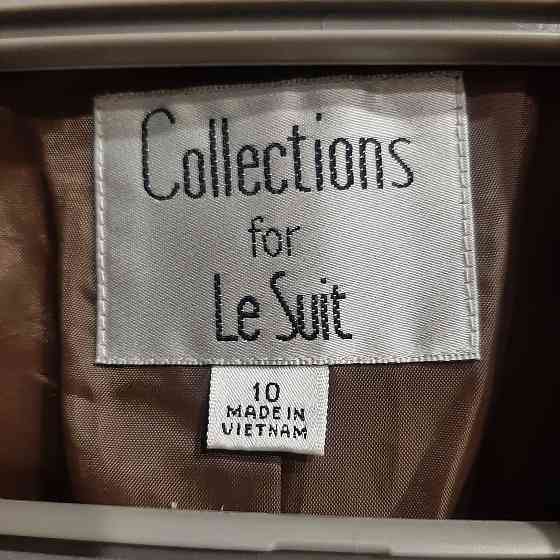 Collections
for
Le Suit
10
MADE IN
VIETNAM